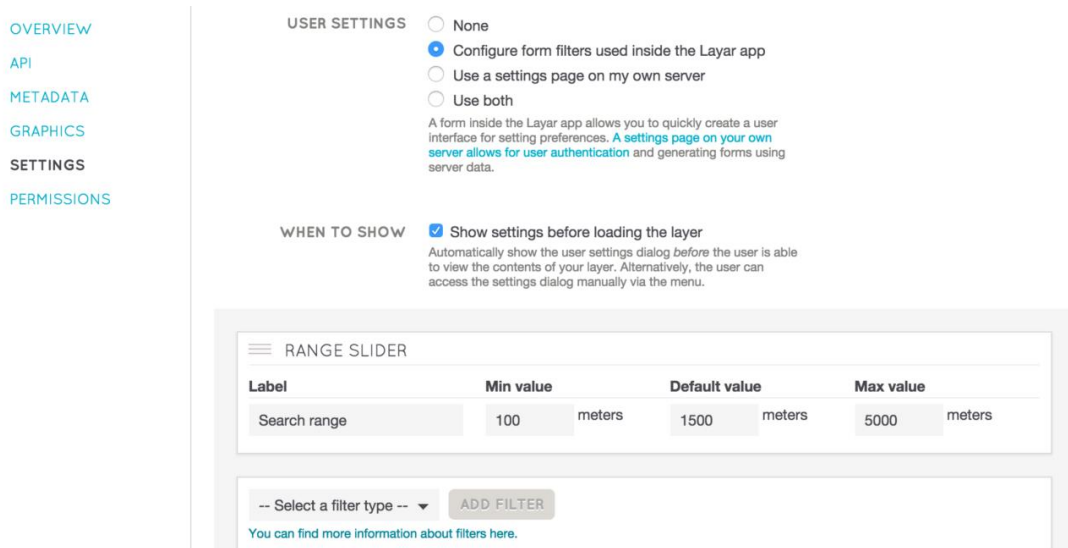 OVERVIEW
API
METADATA
GRAPHICS
SETTINGS
PERMISSIONS
USER SETTINGS
None
Configure form filters used inside the Layar app
Use a settings page on my own server
Use both
A form inside the Layar app allows you to quickly create a user
interface for setting preferences. A settings page on your own
server allows for user authentication and generating forms using
server data.
WHEN TO SHOW
Show settings before loading the layer
Automatically show the user settings dialog before the user is able
to view the contents of your layer. Alternatively, the user can
access the settings dialog manually via the menu.
RANGE SLIDER
Label Min value Default value Max value
Search range 100 meters 1500 meters 5000 meters
-- Select a filter type -- ADD FILTER
You can find more information about filters here.